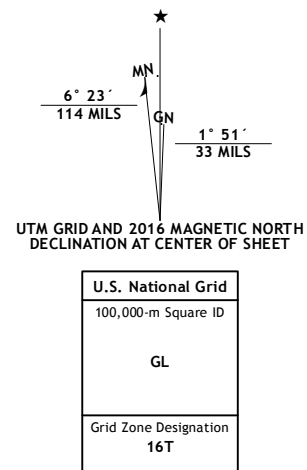 ★
MN
GN
6° 23´
114 MILS
1° 51´
33 MILS
UTM GRID AND 2016 MAGNETIC NORTH
DECLINATION AT CENTER OF SHEET
U.S. National Grid
100,000-m Square ID
GL
Grid Zone Designation
16T